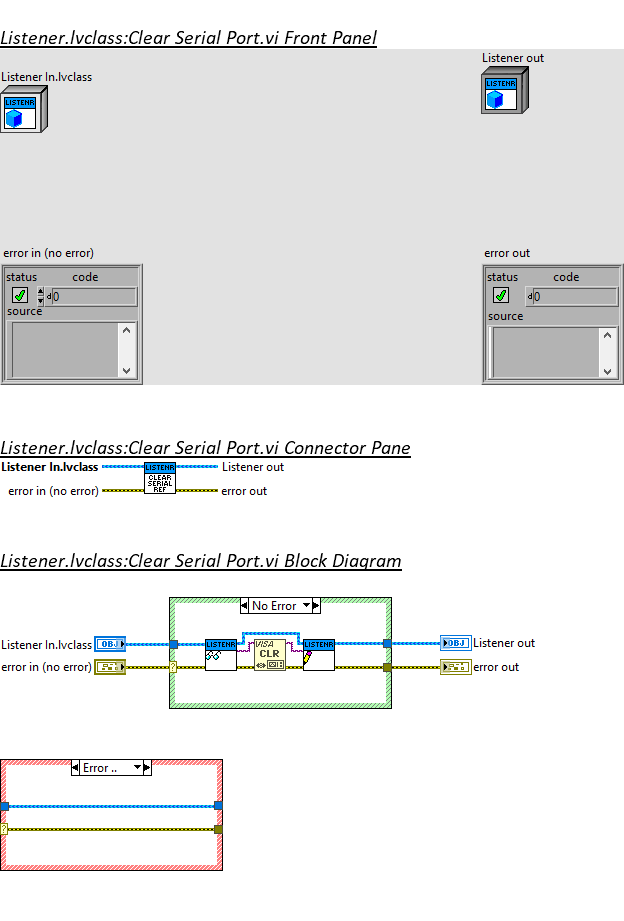 Listener.lvclass:Clear Serial Port.vi Front Panel
Listener out
Listener In.lvclass
LISTENR
LISTENR
error in (no error)
error out
status code
0
source
status code
0
source
Listener.lvclass:Clear Serial Port.vi Connector Pane
Listener In.lvclass
LISTENR
CLEAR
SERIAL
REF
Listener out
error in (no error)
error out
Listener.lvclass:Clear Serial Port.vi Block Diagram
No Error
Listener In.lvclass
OBJ
LISTENR
VISA
CLR
LISTENR
OBJ
Listener out
error in (no error)
?
error out
Error ..
?